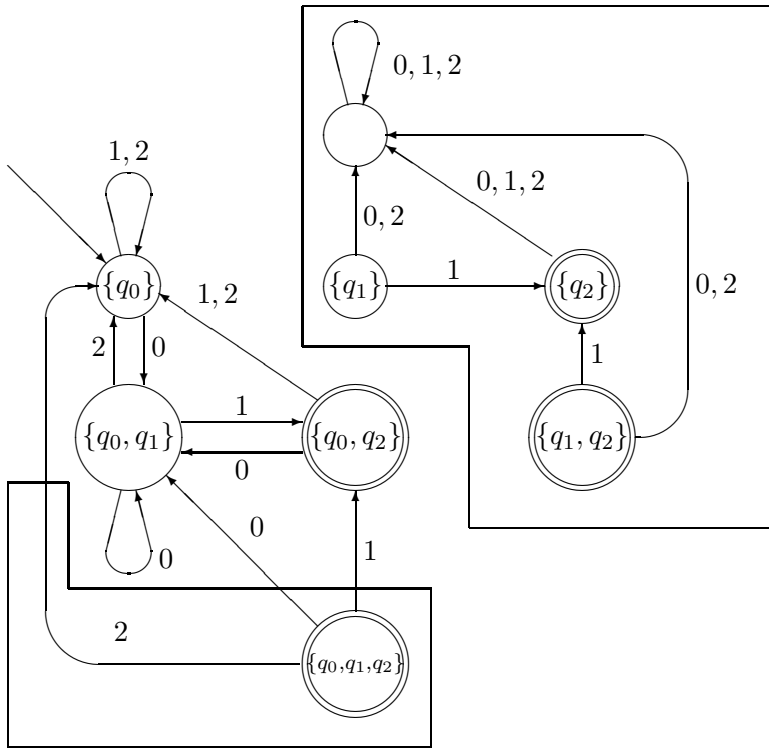 0, 1, 2
1, 2
0, 1, 2
0, 2
{q₀}
{q₁}
1
{q₂}
0, 2
1, 2
2
0
1
{q₀, q₁}
1
{q₀, q₂}
{q₁, q₂}
0
0
0
1
2
{q₀,q₁,q₂}